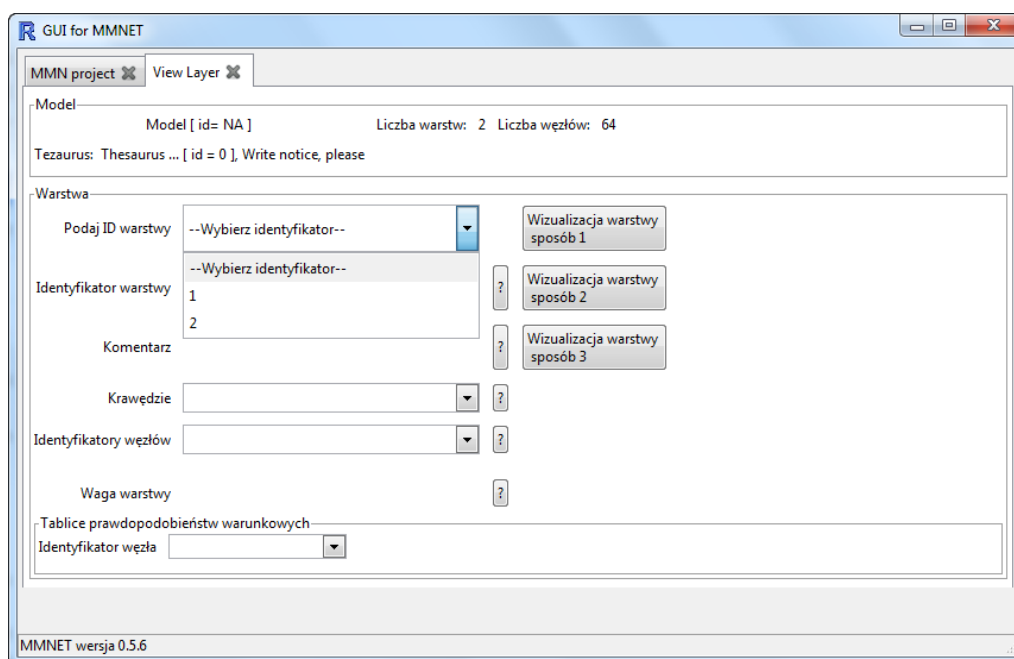 GUI for MMNET
MMN project
View Layer
Model
Model [ id= NA ] Liczba warstw: 2 Liczba węzłów: 64
Tezaurus: Thesaurus ... [ id = 0 ], Write notice, please
Warstwa
Podaj ID warstwy
--Wybierz identyfikator--
Wizualizacja warstwy
sposób 1
--Wybierz identyfikator--
1
2
Identyfikator warstwy
?
Wizualizacja warstwy
sposób 2
Komentarz
?
Wizualizacja warstwy
sposób 3
Krawędzie
?
Identyfikatory węzłów
?
Waga warstwy
?
Tablice prawdopodobieństw warunkowych
Identyfikator węzła
MMNET wersja 0.5.6